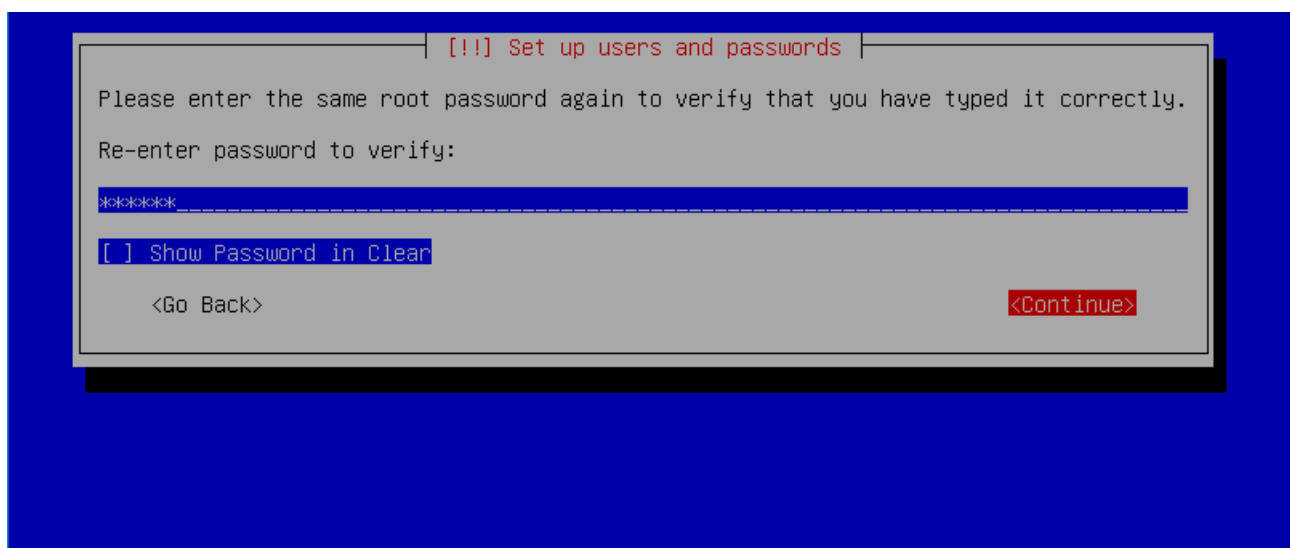 [!!] Set up users and passwords
Please enter the same root password again to verify that you have typed it correctly.
Re-enter password to verify:
******
[ ] Show Password in Clear
<Go Back> <Continue>